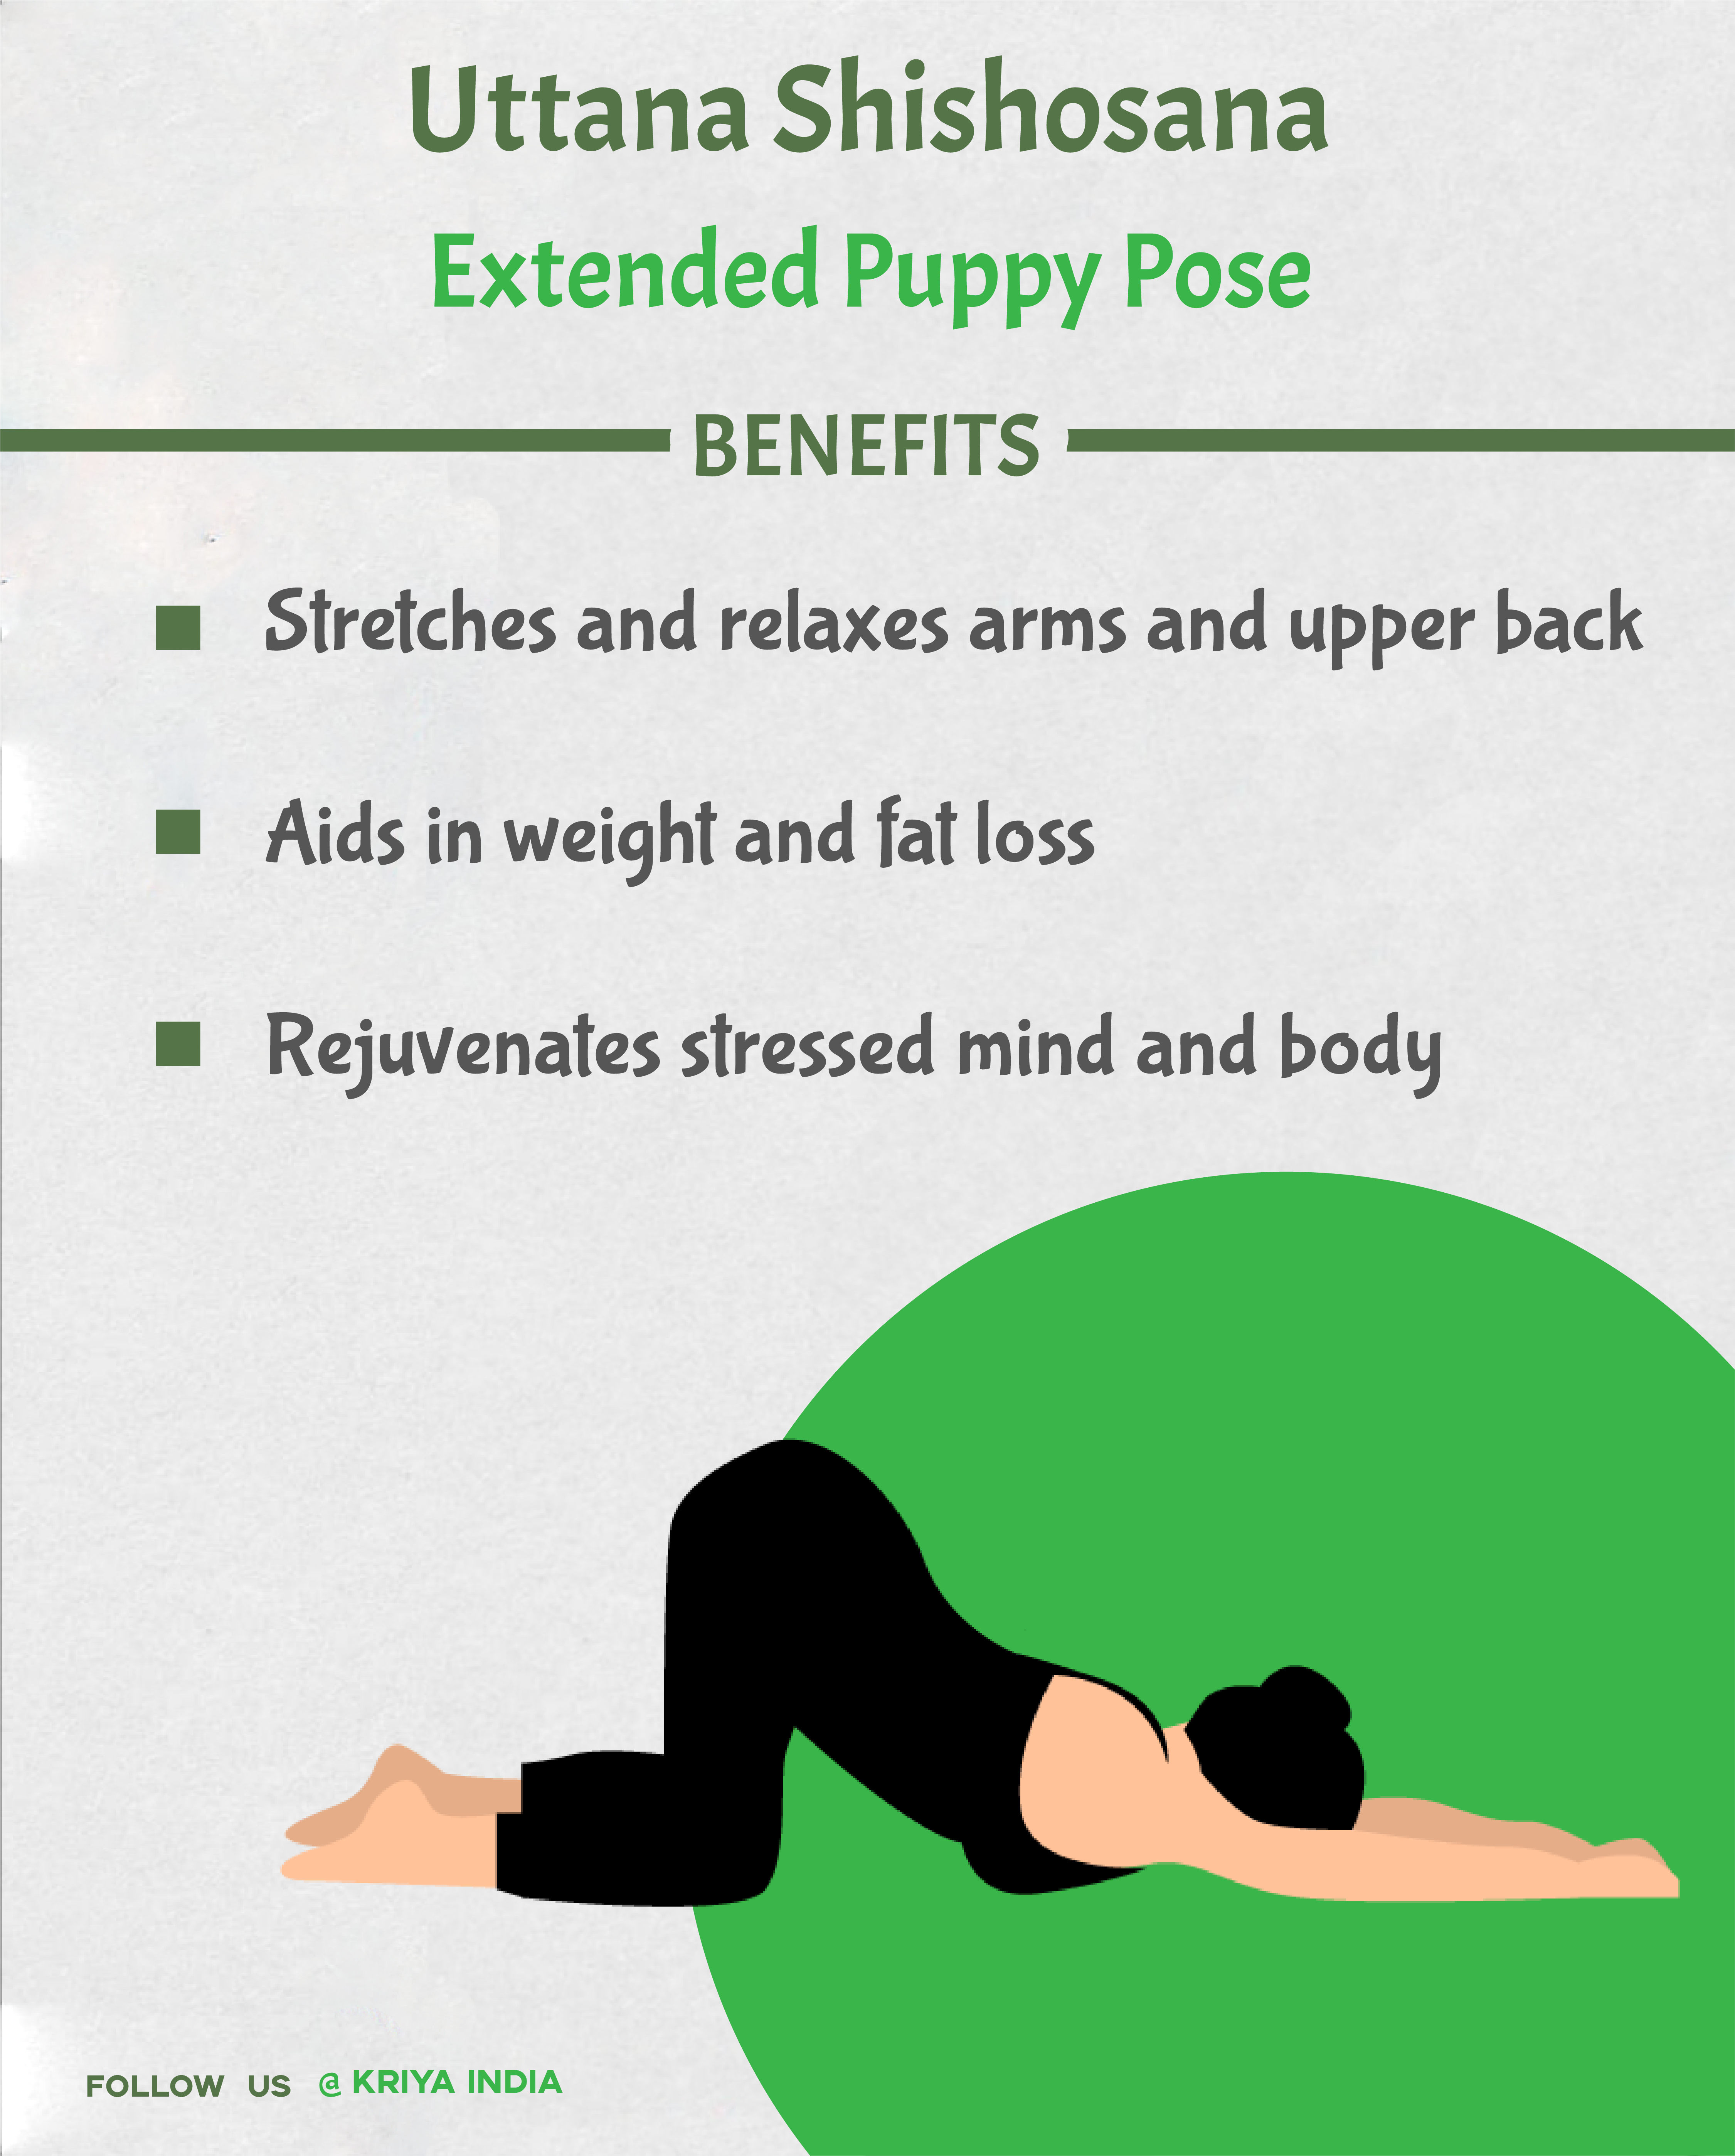 Uttana Shishosana
Extended Puppy Pose
BENEFITS
Stretches and relaxes arms and upper back
Aids in weight and fat loss
Rejuvenates stressed mind and body
FOLLOW US @ KRIYA INDIA